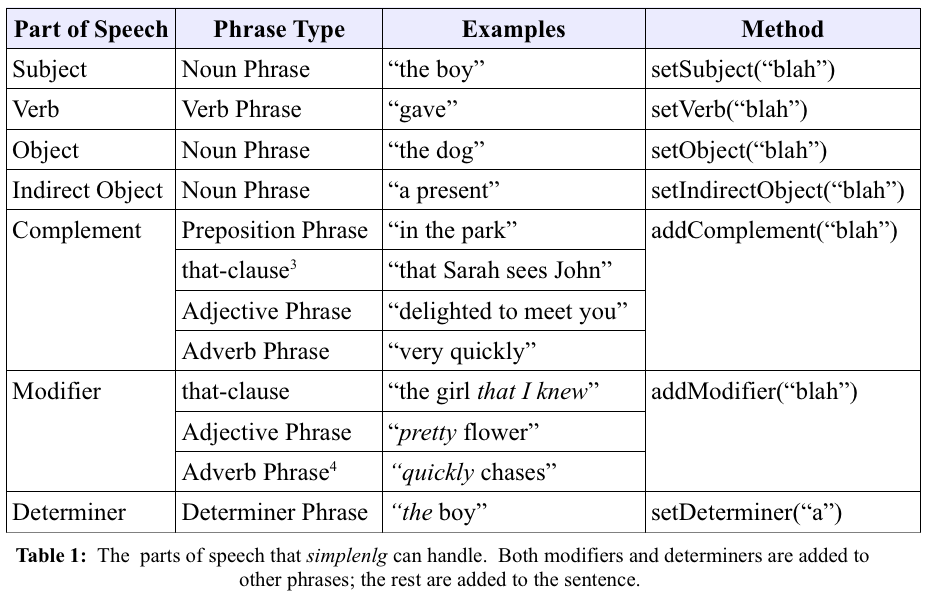 Part of Speech Phrase Type Examples Method
Subject Noun Phrase “the boy” setSubject(“blah”)
Verb Verb Phrase “gave” setVerb(“blah”)
Object Noun Phrase “the dog” setObject(“blah”)
Indirect Object Noun Phrase “a present” setIndirectObject(“blah”)
Complement Preposition Phrase “in the park” addComplement(“blah”)
that-clause³ “that Sarah sees John”
Adjective Phrase “delighted to meet you”
Adverb Phrase “very quickly”
Modifier that-clause “the girl that I knew” addModifier(“blah”)
Adjective Phrase “pretty flower”
Adverb Phrase⁴ “quickly chases”
Determiner Determiner Phrase “the boy” setDeterminer(“a”)
Table 1: The parts of speech that simplenlg can handle. Both modifiers and determiners are added to
other phrases; the rest are added to the sentence.